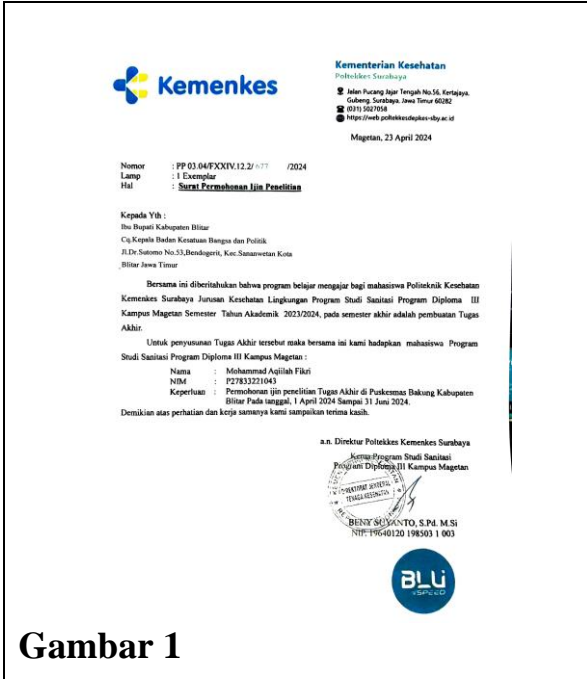 Kemenkes
Kementerian Kesehatan
Poltekkes Surabaya
Jalan Pucang Jajar Tengah No.56, Kertajaya,
Gubeng, Surabaya, Jawa Timur 60282
(031) 5027058
https://web.poltekkesdepkes-sby.ac.id
Magetan, 23 April 2024
Nomor : PP 03.04/FXXIV.12.2/ /2024
Lamp : 1 Exemplar
Hal : Surat Permohonan Ijin Penelitian
Kepada Yth :
Ibu Bupati Kabupaten Blitar
Cq.Kepala Badan Kesatuan Bangsa dan Politik
Jl.Dr.Sutomo No.53,Bendogerit, Kec.Sananwetan Kota
Blitar Jawa Timur
Bersama ini diberitahukan bahwa program belajar mengajar bagi mahasiswa Politeknik Kesehatan
Kemenkes Surabaya Jurusan Kesehatan Lingkungan Program Studi Sanitasi Program Diploma III
Kampus Magetan Semester Tahun Akademik 2023/2024, pada semester akhir adalah pembuatan Tugas
Akhir.
Untuk penyusunan Tugas Akhir tersebut maka bersama ini kami hadapkan mahasiswa Program
Studi Sanitasi Program Diploma III Kampus Magetan :
Nama : Mohammad Aqiilah Fikri
NIM : P27833221043
Keperluan : Permohonan ijin penelitian Tugas Akhir di Puskesmas Bakung Kabupaten
Blitar Pada tanggal, 1 April 2024 Sampai 31 Juni 2024.
Demikian atas perhatian dan kerja samanya kami sampaikan terima kasih.
a.n. Direktur Poltekkes Kemenkes Surabaya
Ketua Program Studi Sanitasi
Program Diploma III Kampus Magetan
DIREKTORAT JENDERAL
TENAGA KESEHATAN
BENY SUYANTO, S.Pd. M.Si
NIP. 19640120 198503 1 003
BLU
SPEED
Gambar 1